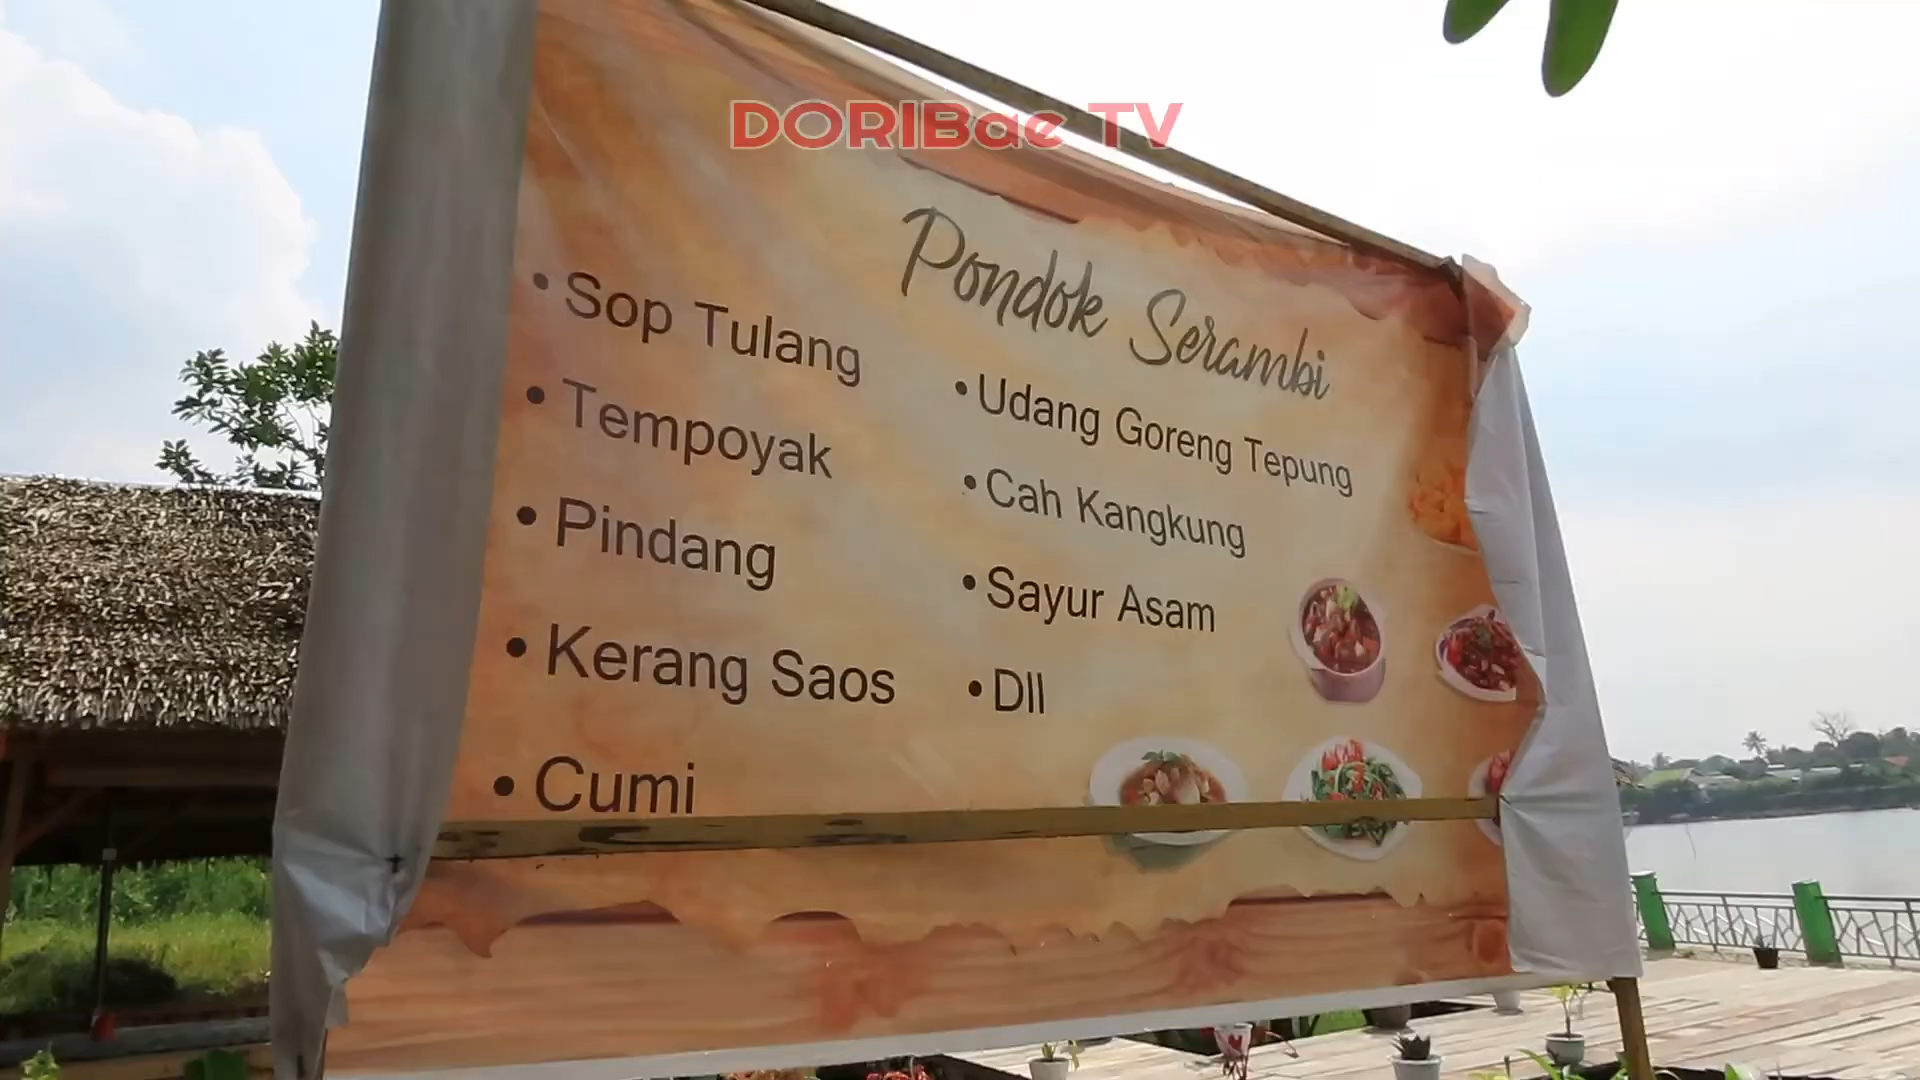 DORIBae TV
Pondok Serambi
• Sop Tulang
• Tempoyak
• Pindang
• Kerang Saos
• Cumi
• Udang Goreng Tepung
• Cah Kangkung
• Sayur Asam
• Dll